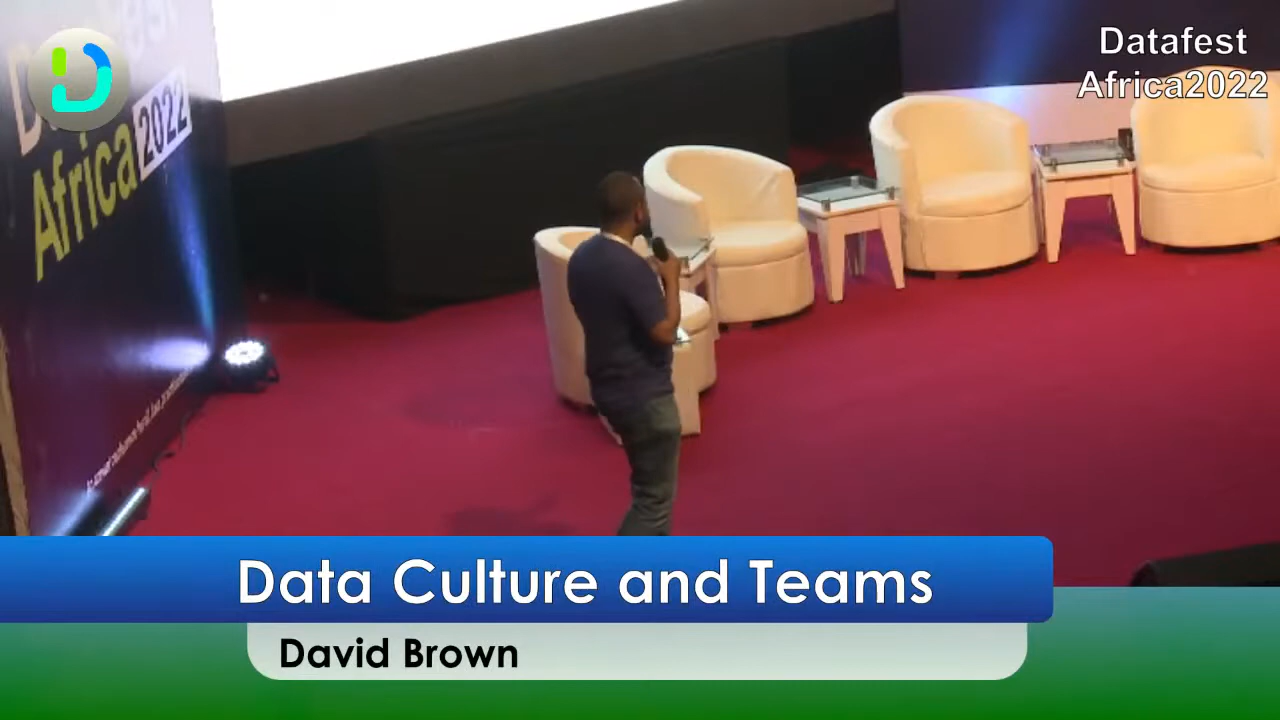 Africa
2022
Datafest
Africa2022
Data Culture and Teams
David Brown